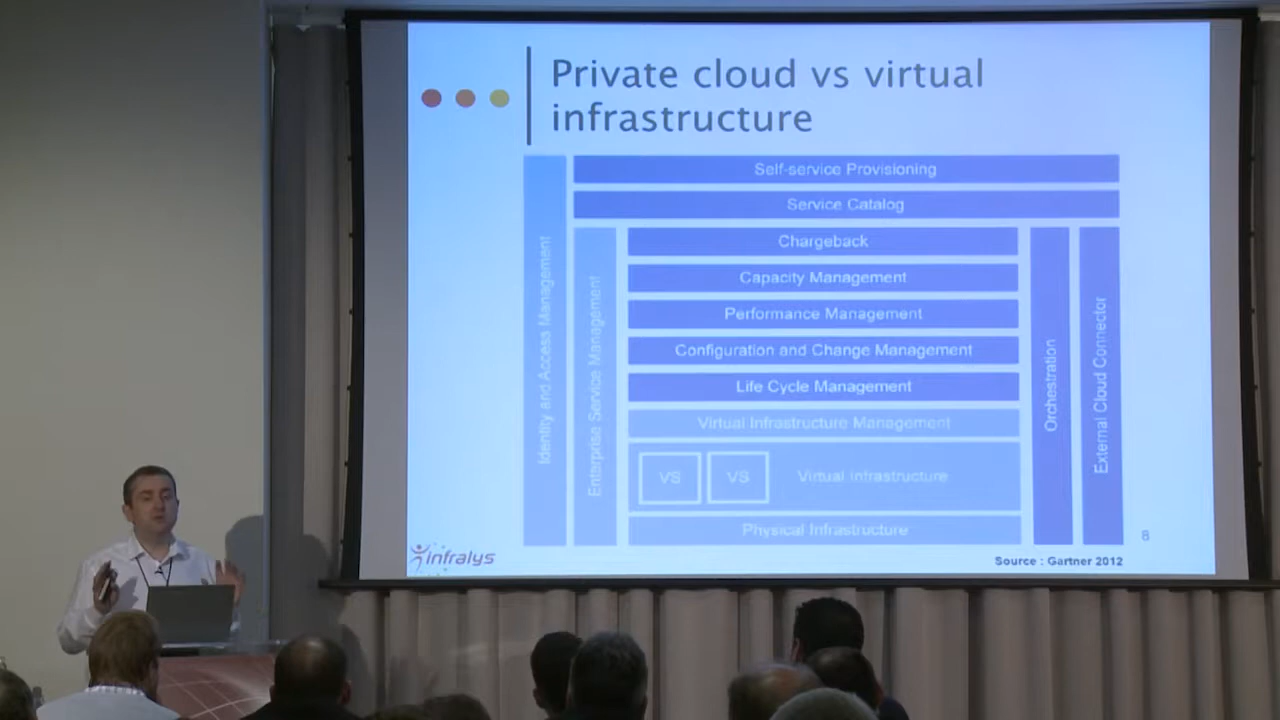 Private cloud vs virtual
infrastructure
Self-service Provisioning
Service Catalog
Identity and Access Management
Enterprise Service Management
Chargeback
Capacity Management
Performance Management
Configuration and Change Management
Life Cycle Management
Virtual Infrastructure Management
VS
VS
Virtual infrastructure
Physical Infrastructure
Orchestration
External Cloud Connector
8
infralys
Source : Gartner 2012